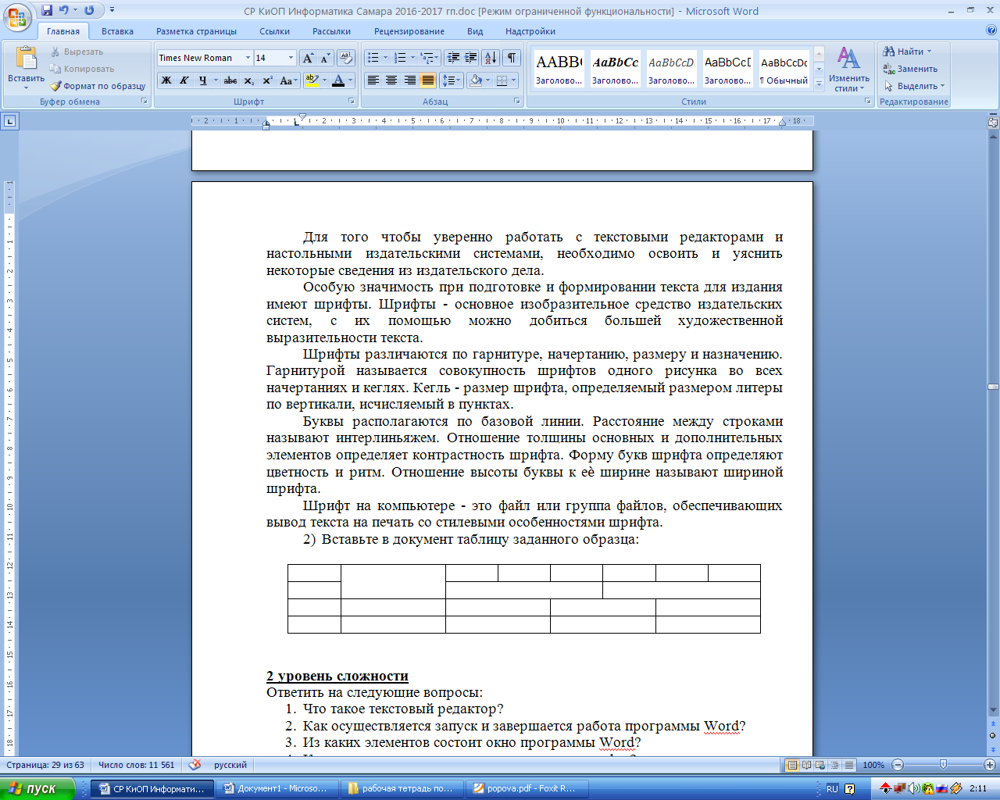 СР КиОП Информатика Самара 2016-2017 гп.doc [Режим ограниченной функциональности] - Microsoft Word
Главная Вставка Разметка страницы Ссылки Рассылки Рецензирование Вид Надстройки
Вставить
Вырезать
Копировать
Формат по образцу
Буфер обмена
Times New Roman 14
Ж К Ч abc x₂ x² Aa
Шрифт
Абзац
AABBC AaBbCc AaBbCcD AaBbCcD AaBbCcDc
Заголово... Заголово... Заголово... Заголово... ¶ Обычный
Изменить стили
Стили
Найти
Заменить
Выделить
Редактирование
2 1 1 2 3 4 5 6 7 8 9 10 11 12 13 14 15 16 17 18
Для того чтобы уверенно работать с текстовыми редакторами и
настольными издательскими системами, необходимо освоить и уяснить
некоторые сведения из издательского дела.
Особую значимость при подготовке и формировании текста для издания
имеют шрифты. Шрифты - основное изобразительное средство издательских
систем, с их помощью можно добиться большей художественной
выразительности текста.
Шрифты различаются по гарнитуре, начертанию, размеру и назначению.
Гарнитурой называется совокупность шрифтов одного рисунка во всех
начертаниях и кеглях. Кегль - размер шрифта, определяемый размером литеры
по вертикали, исчисляемый в пунктах.
Буквы располагаются по базовой линии. Расстояние между строками
называют интерлиньяжем. Отношение толщины основных и дополнительных
элементов определяет контрастность шрифта. Форму букв шрифта определяют
цветность и ритм. Отношение высоты буквы к еѐ ширине называют шириной
шрифта.
Шрифт на компьютере - это файл или группа файлов, обеспечивающих
вывод текста на печать со стилевыми особенностями шрифта.
2) Вставьте в документ таблицу заданного образца:
2 уровень сложности
Ответить на следующие вопросы:
1. Что такое текстовый редактор?
2. Как осуществляется запуск и завершается работа программы Word?
3. Из каких элементов состоит окно программы Word?
Страница: 29 из 63 Число слов: 11 561 русский 100%
пуск СР КиОП Информати... Документ1 - Microso... рабочая тетрадь по... popova.pdf - Foxit R... RU 2:11